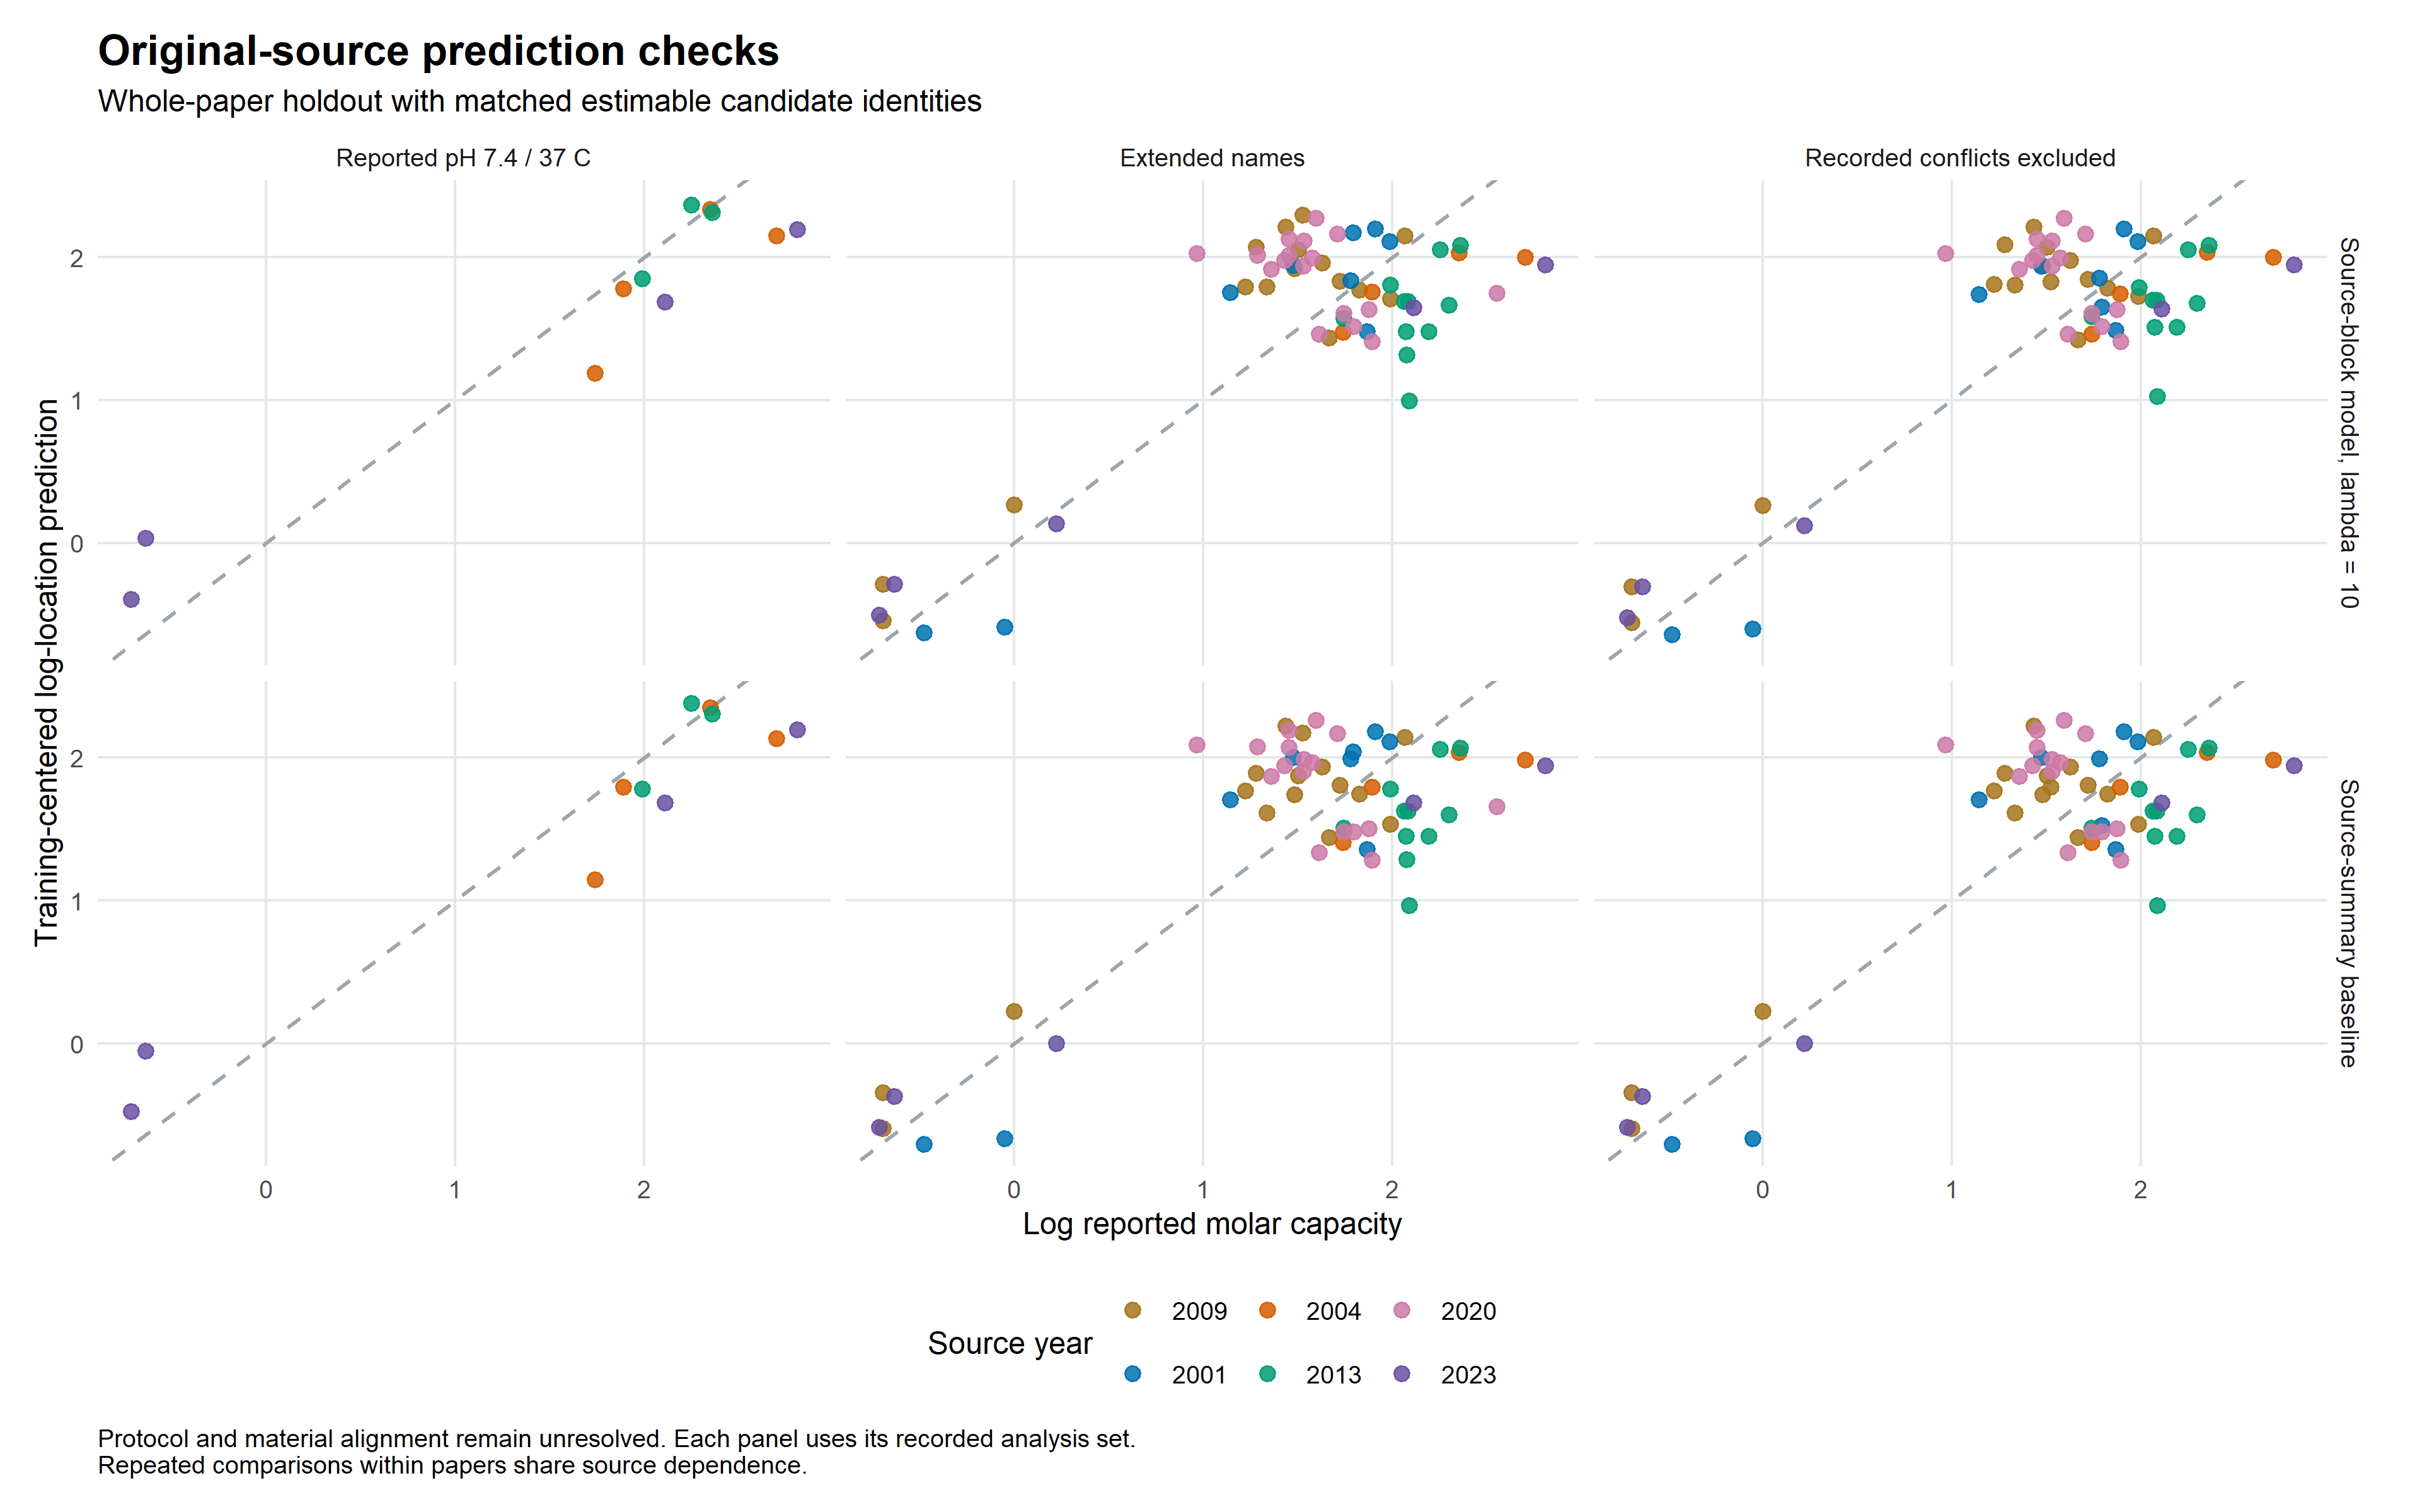 Original-source prediction checks
Whole-paper holdout with matched estimable candidate identities
Reported pH 7.4 / 37 C
Extended names
Recorded conflicts excluded
Training-centered log-location prediction
2
1
0
Source-block model, lambda = 10
2
1
0
Source-summary baseline
0 1 2
0 1 2
0 1 2
Log reported molar capacity
Source year
2009 2004 2020
2001 2013 2023
Protocol and material alignment remain unresolved. Each panel uses its recorded analysis set.
Repeated comparisons within papers share source dependence.